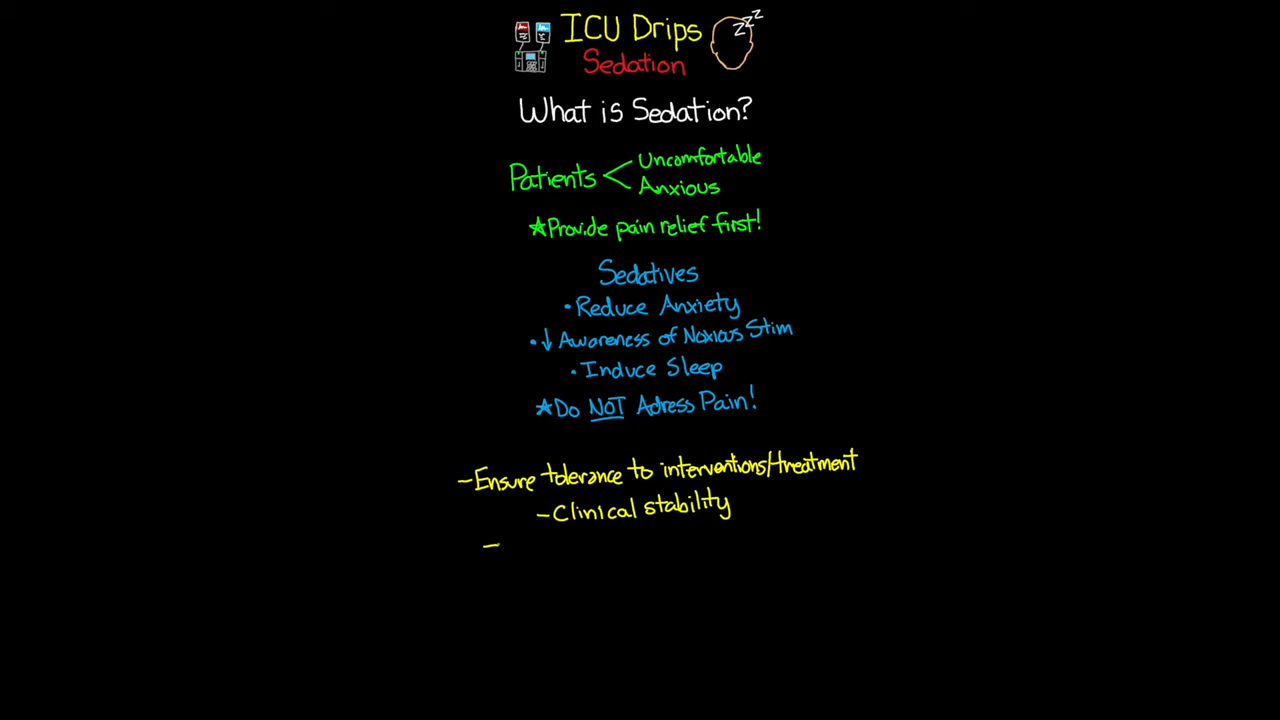 ICU Drips
zzz
Sedation
What is Sedation?
Patients < Uncomfortable
Anxious
☆Provide pain relief first!
Sedatives
• Reduce Anxiety
• ↓ Awareness of Noxious Stim
• Induce Sleep
☆Do NOT Adress Pain!
- Ensure tolerance to interventions/treatment
- Clinical stability
-